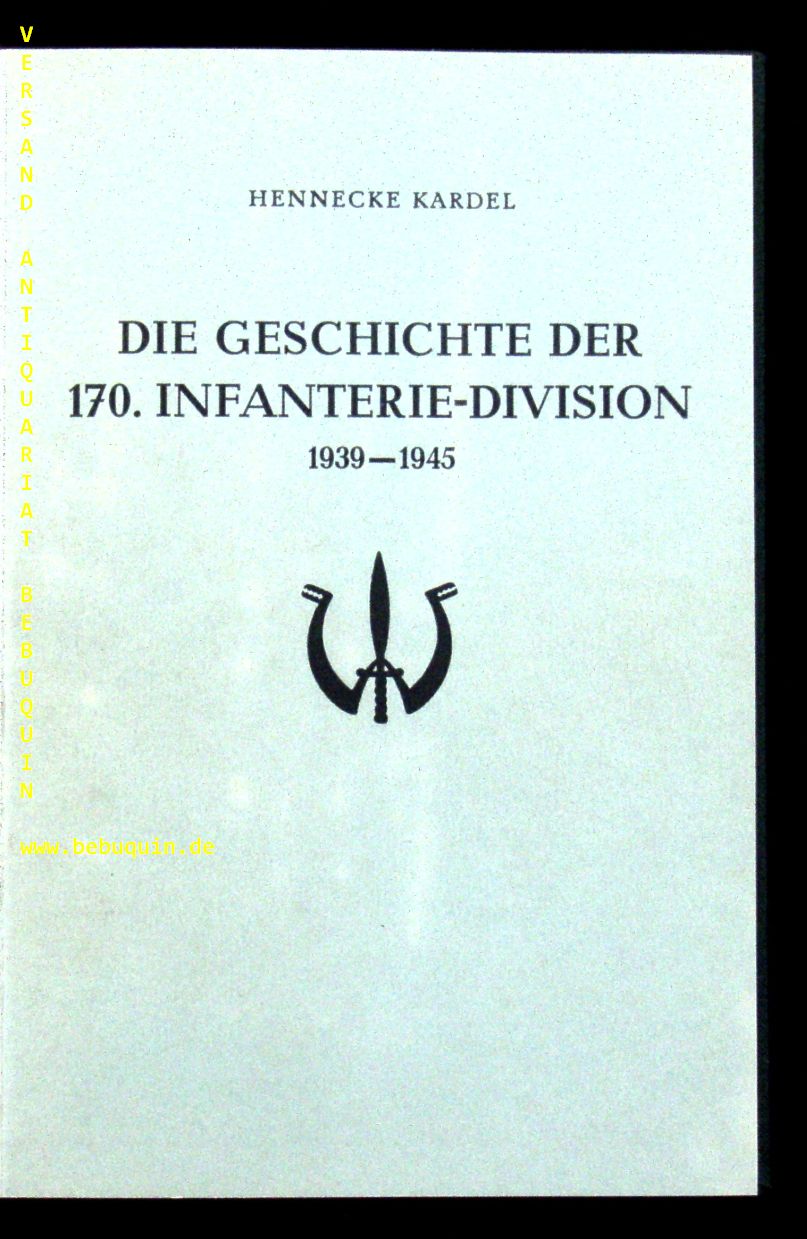 HENNECKE KARDEL
DIE GESCHICHTE DER
170. INFANTERIE-DIVISION
1939—1945
VERSAND ANTIQUARIAT BEBUQUIN
www.bebuquin.de